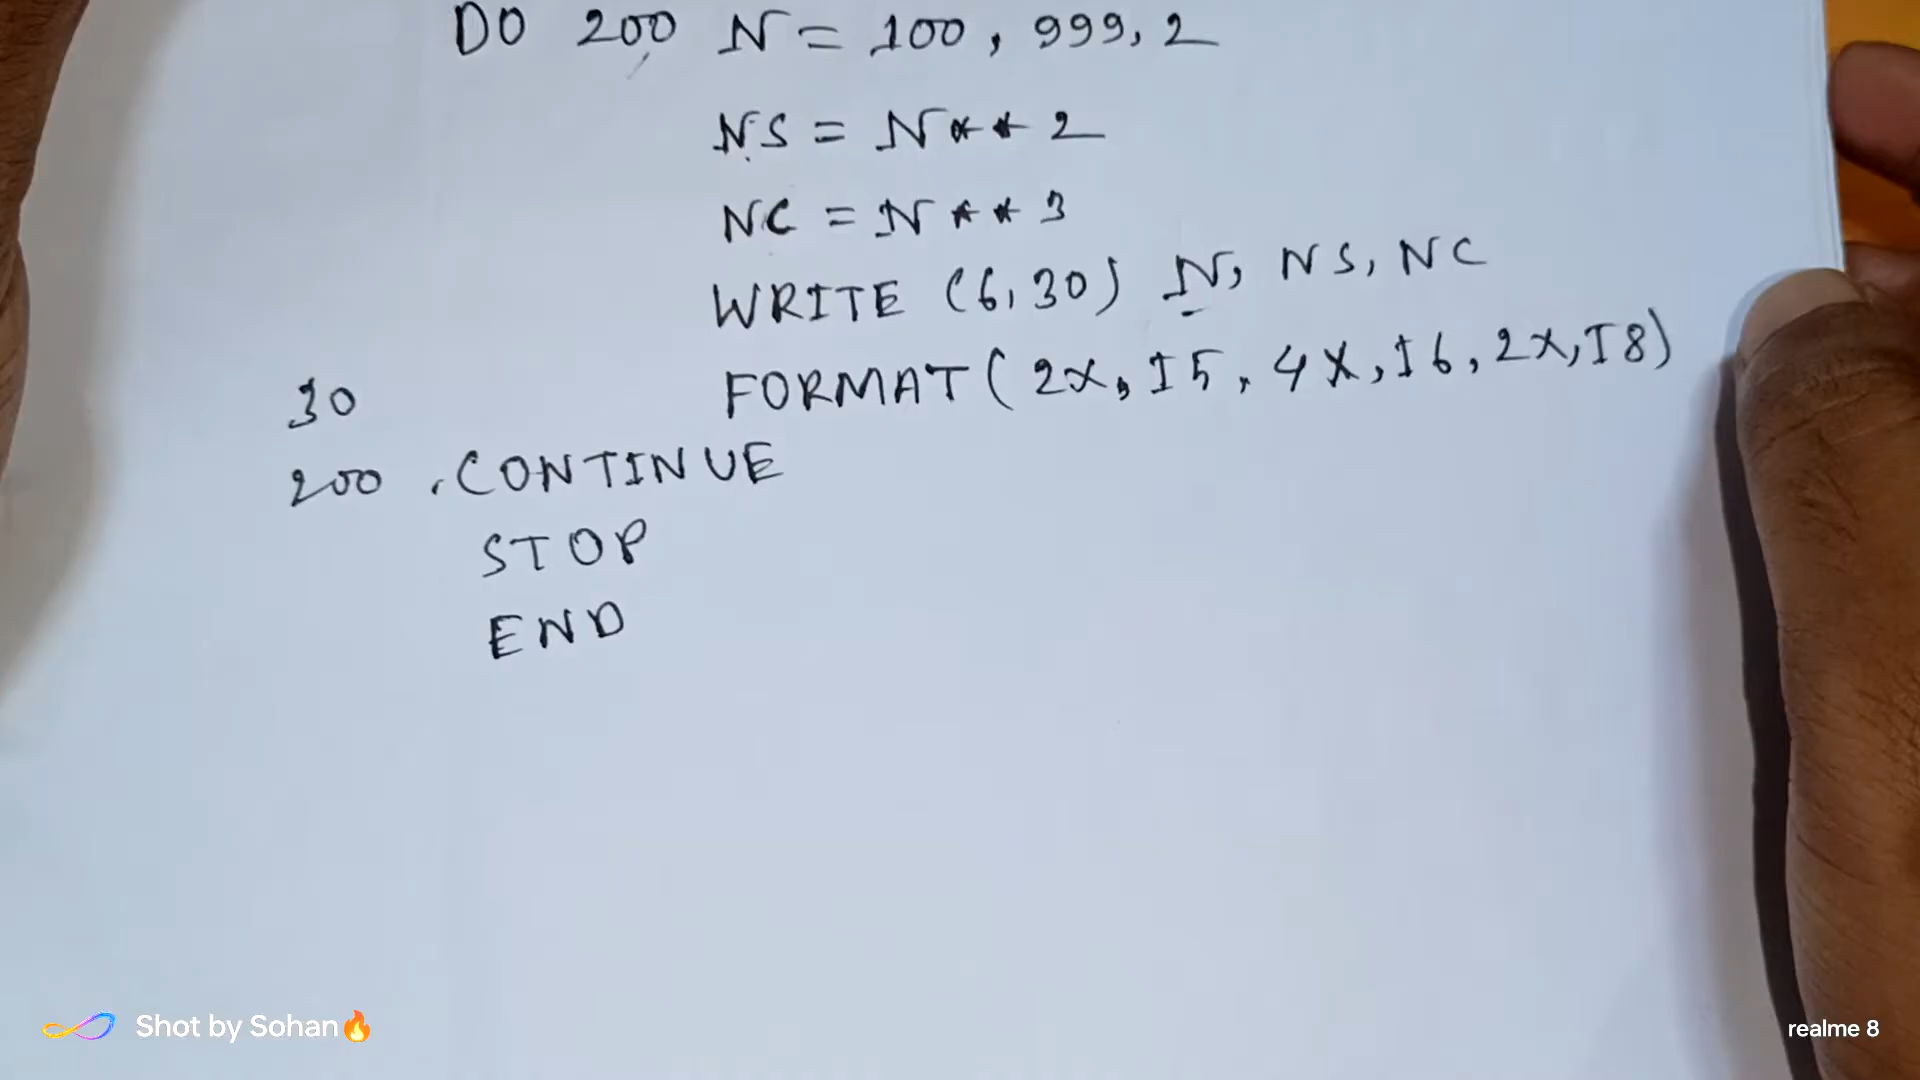 DO 200 N = 100, 999, 2
NS = N**2
NC = N**3
WRITE (6,30) N, NS, NC
30 FORMAT (2X, I5, 4X, I6, 2X, I8)
200 CONTINUE
STOP
END
Shot by Sohan🔥
realme 8